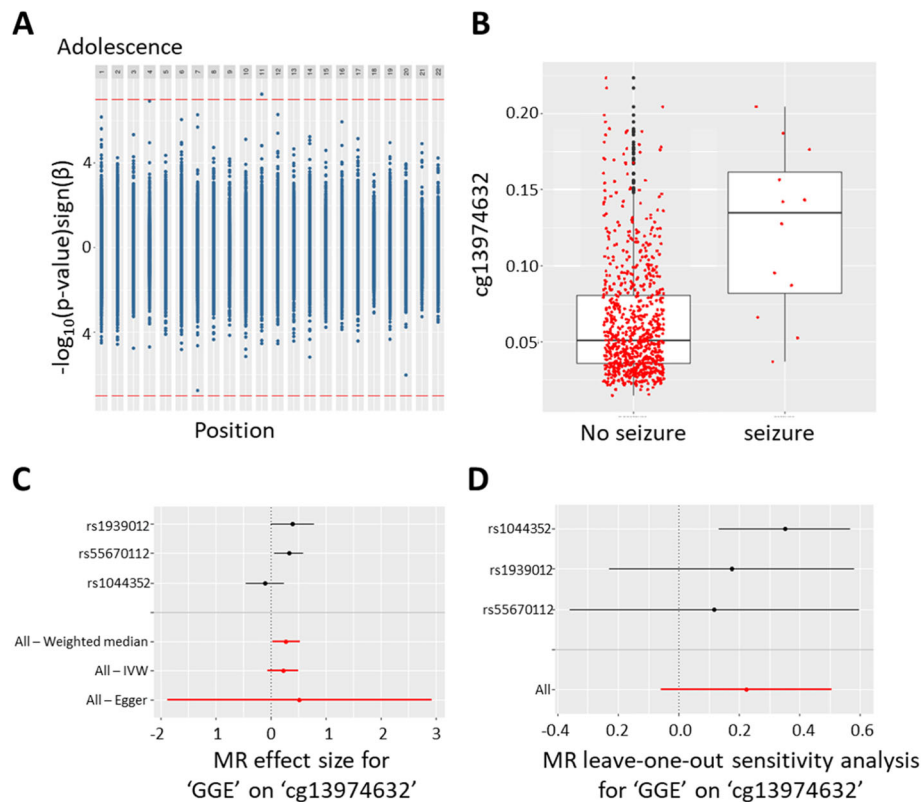 A
Adolescence
1 2 3 4 5 6 7 8 9 10 11 12 13 14 15 16 17 18 19 20 21 22
4
0
4
-log10(p-value)sign(β)
Position
B
0.20
0.15
0.10
0.05
cg13974632
No seizure seizure
C
rs1939012
rs55670112
rs1044352
All – Weighted median
All – IVW
All – Egger
-2 -1 0 1 2 3
MR effect size for
‘GGE’ on ‘cg13974632’
D
rs1044352
rs1939012
rs55670112
All
-0.4 0.2 0.0 0.2 0.4 0.6
MR leave-one-out sensitivity analysis
for ‘GGE’ on ‘cg13974632’